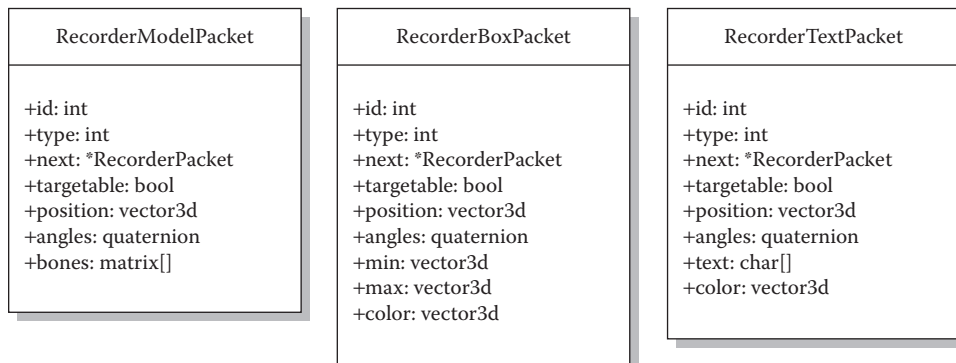 RecorderModelPacket
+id: int
+type: int
+next: *RecorderPacket
+targetable: bool
+position: vector3d
+angles: quaternion
+bones: matrix[]
RecorderBoxPacket
+id: int
+type: int
+next: *RecorderPacket
+targetable: bool
+position: vector3d
+angles: quaternion
+min: vector3d
+max: vector3d
+color: vector3d
RecorderTextPacket
+id: int
+type: int
+next: *RecorderPacket
+targetable: bool
+position: vector3d
+angles: quaternion
+text: char[]
+color: vector3d